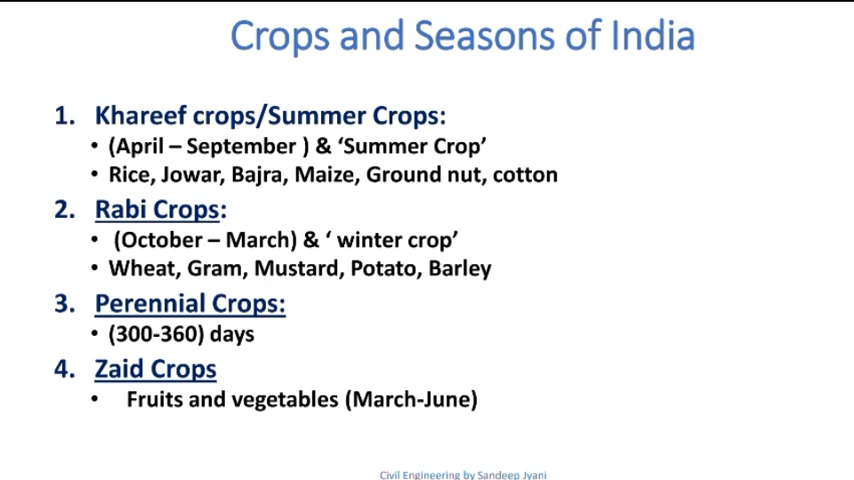 Crops and Seasons of India
1. Khareef crops/Summer Crops:
• (April – September ) & ‘Summer Crop’
• Rice, Jowar, Bajra, Maize, Ground nut, cotton
2. Rabi Crops:
• (October – March) & ‘ winter crop’
• Wheat, Gram, Mustard, Potato, Barley
3. Perennial Crops:
• (300-360) days
4. Zaid Crops
• Fruits and vegetables (March-June)
Civil Engineering by Sandeep Jyani